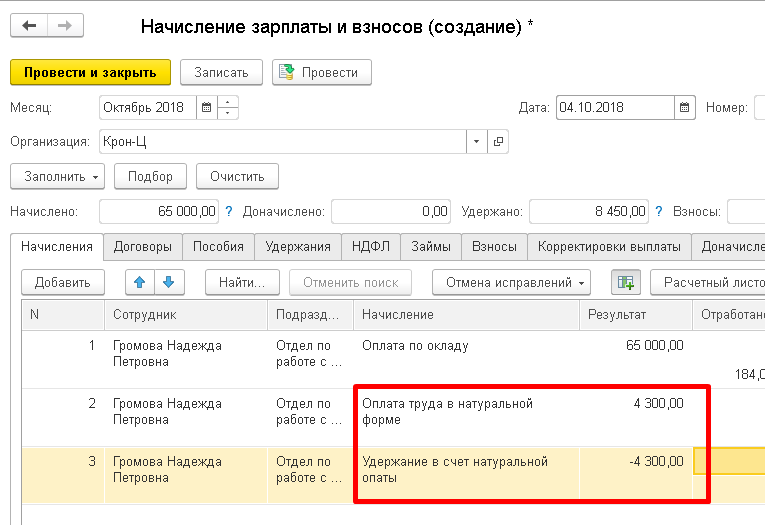 Начисление зарплаты и взносов (создание) *
Провести и закрыть Записать Провести
Месяц: Октябрь 2018 Дата: 04.10.2018 Номер:
Организация: Крон-Ц
Заполнить Подбор Очистить
Начислено: 65 000,00 ? Доначислено: 0,00 Удержано: 8 450,00 ? Взносы:
Начисления Договоры Пособия Удержания НДФЛ Займы Взносы Корректировки выплаты Доначисле
Добавить Найти... Отменить поиск Отмена исправлений Расчетный листо
N Сотрудник Подразд... Начисление Результат Отработано
1 Громова Надежда Отдел по Оплата по окладу 65 000,00
Петровна работе с ... 184,0
2 Громова Надежда Отдел по Оплата труда в натуральной 4 300,00
Петровна работе с ... форме
3 Громова Надежда Отдел по Удержание в счет натуральной -4 300,00
Петровна работе с ... опаты